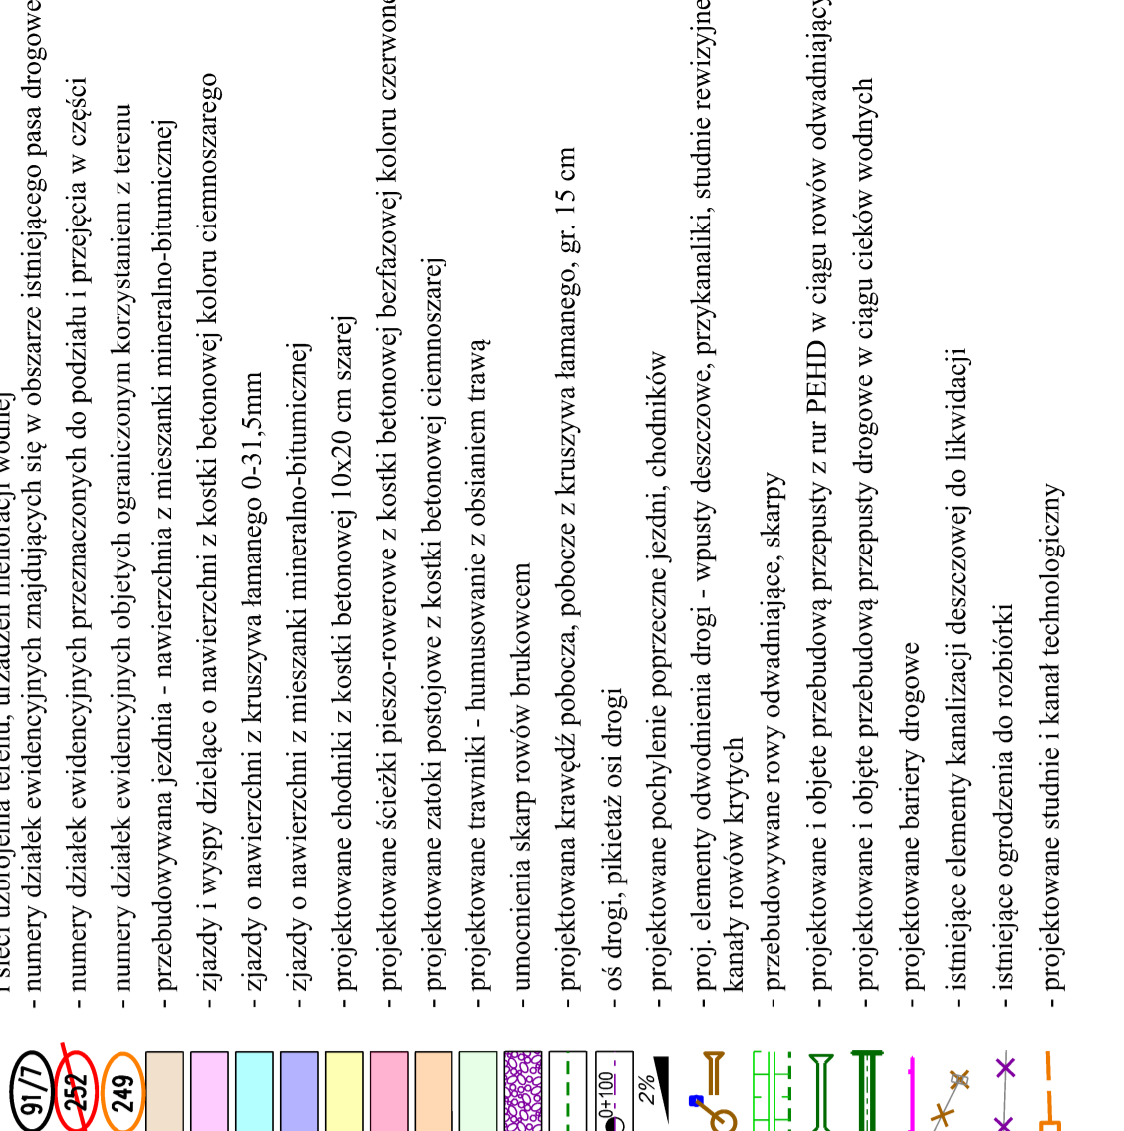 i sieci uzbrojenia terenu, urządzeń melioracji wodnej
91/7 - numery działek ewidencyjnych znajdujących się w obszarze istniejącego pasa
252 - numery działek ewidencyjnych przeznaczonych do podziału i przejęcia w części
249 - numery działek ewidencyjnych objetych ograniczonym korzystaniem z terenu
- przebudowywana jezdnia - nawierzchnia z mieszanki mineralno-bitumicznej
- zjazdy i wyspy dzielące o nawierzchni z kostki betonowej koloru ciemnoszarego
- zjazdy o nawierzchni z kruszywa łamanego 0-31,5mm
- zjazdy o nawierzchni z mieszanki mineralno-bitumicznej
- projektowane chodniki z kostki betonowej 10x20 cm szarej
- projektowane ścieżki pieszo-rowerowe z kostki betonowej bezfazowej koloru
- projektowane zatoki postojowe z kostki betonowej ciemnoszarej
- projektowane trawniki - humusowanie z obsianiem trawą
- umocnienia skarp rowów brukowcem
- projektowana krawędź pobocza, pobocze z kruszywa łamanego, gr. 15 cm
0+100 - oś drogi, pikietaż osi drogi
2% - projektowane pochylenie poprzeczne jezdni, chodników
- proj. elementy odwodnienia drogi - wpusty deszczowe, przykanaliki, studnie rewizyjne
kanały rowów krytych
- przebudowywane rowy odwadniające, skarpy
- projektowane i objete przebudową przepusty z rur PEHD w ciągu rowów
- projektowane i objęte przebudową przepusty drogowe w ciągu cieków wodnych
- projektowane bariery drogowe
- istniejące elementy kanalizacji deszczowej do likwidacji
- istniejące ogrodzenia do rozbiórki
- projektowane studnie i kanał technologiczny